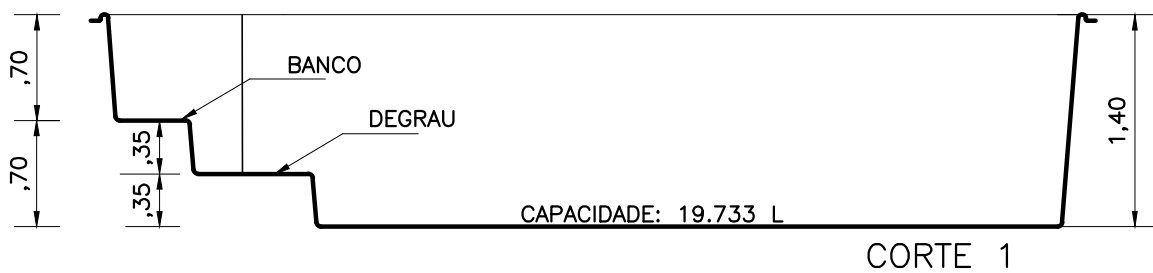 ,70
BANCO
,70
,35
DEGRAU
,35
1,40
CAPACIDADE: 19.733 L
CORTE 1